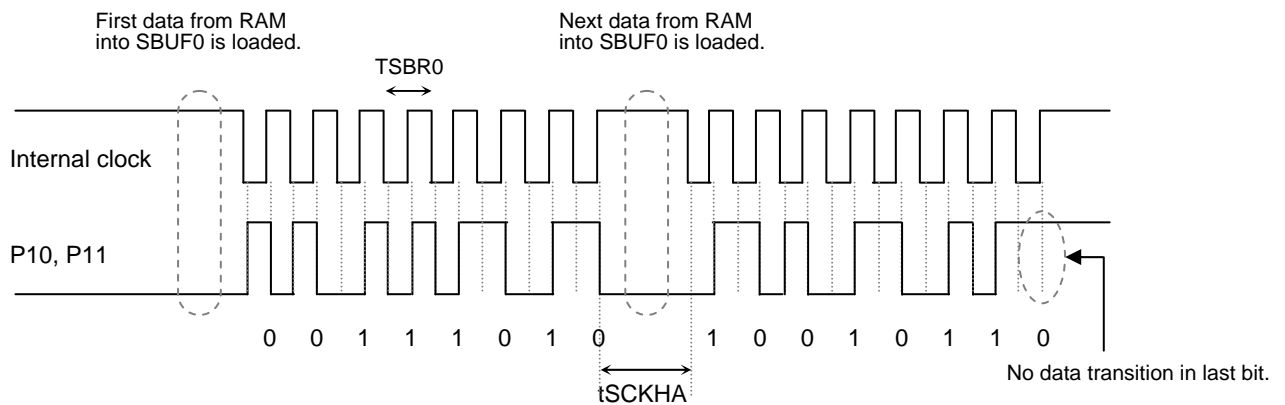 First data from RAM
into SBUF0 is loaded.
Next data from RAM
into SBUF0 is loaded.
TSBR0
Internal clock
P10, P11
0 0 1 1 1 0 1 0 1 0 0 1 0 1 1 0
tSCKHA
No data transition in last bit.